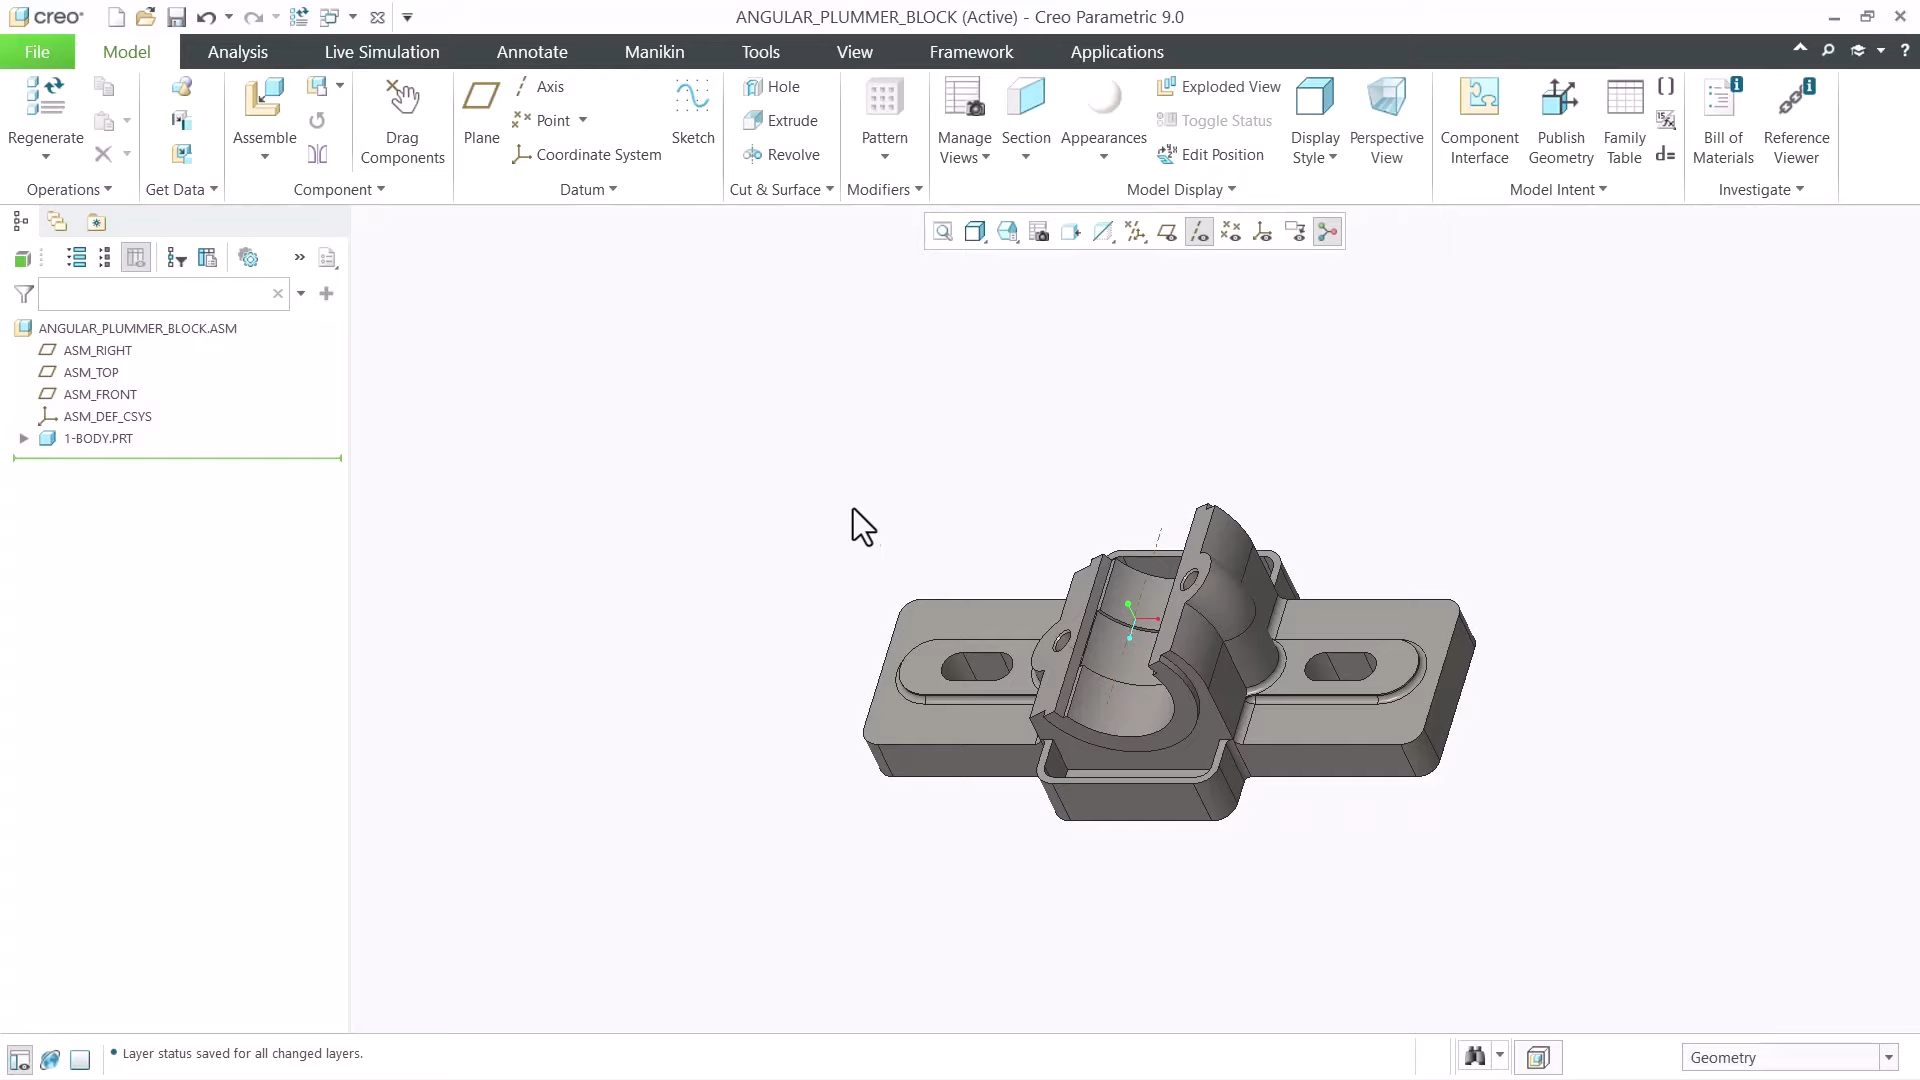 creo
ANGULAR_PLUMMER_BLOCK (Active) - Creo Parametric 9.0
File
Model
Analysis
Live Simulation
Annotate
Manikin
Tools
View
Framework
Applications
?
Regenerate
Operations
Get Data
Assemble
Drag
Components
Component
Plane
Axis
Point
Coordinate System
Sketch
Datum
Hole
Extrude
Revolve
Cut & Surface
Pattern
Modifiers
Manage
Views
Section
Appearances
Exploded View
Toggle Status
Edit Position
Display
Style
Perspective
View
Model Display
Component
Interface
Publish
Geometry
Family
Table
d=
Model Intent
Bill of
Materials
Reference
Viewer
Investigate
ANGULAR_PLUMMER_BLOCK.ASM
ASM_RIGHT
ASM_TOP
ASM_FRONT
ASM_DEF_CSYS
1-BODY.PRT
Layer status saved for all changed layers.
Geometry